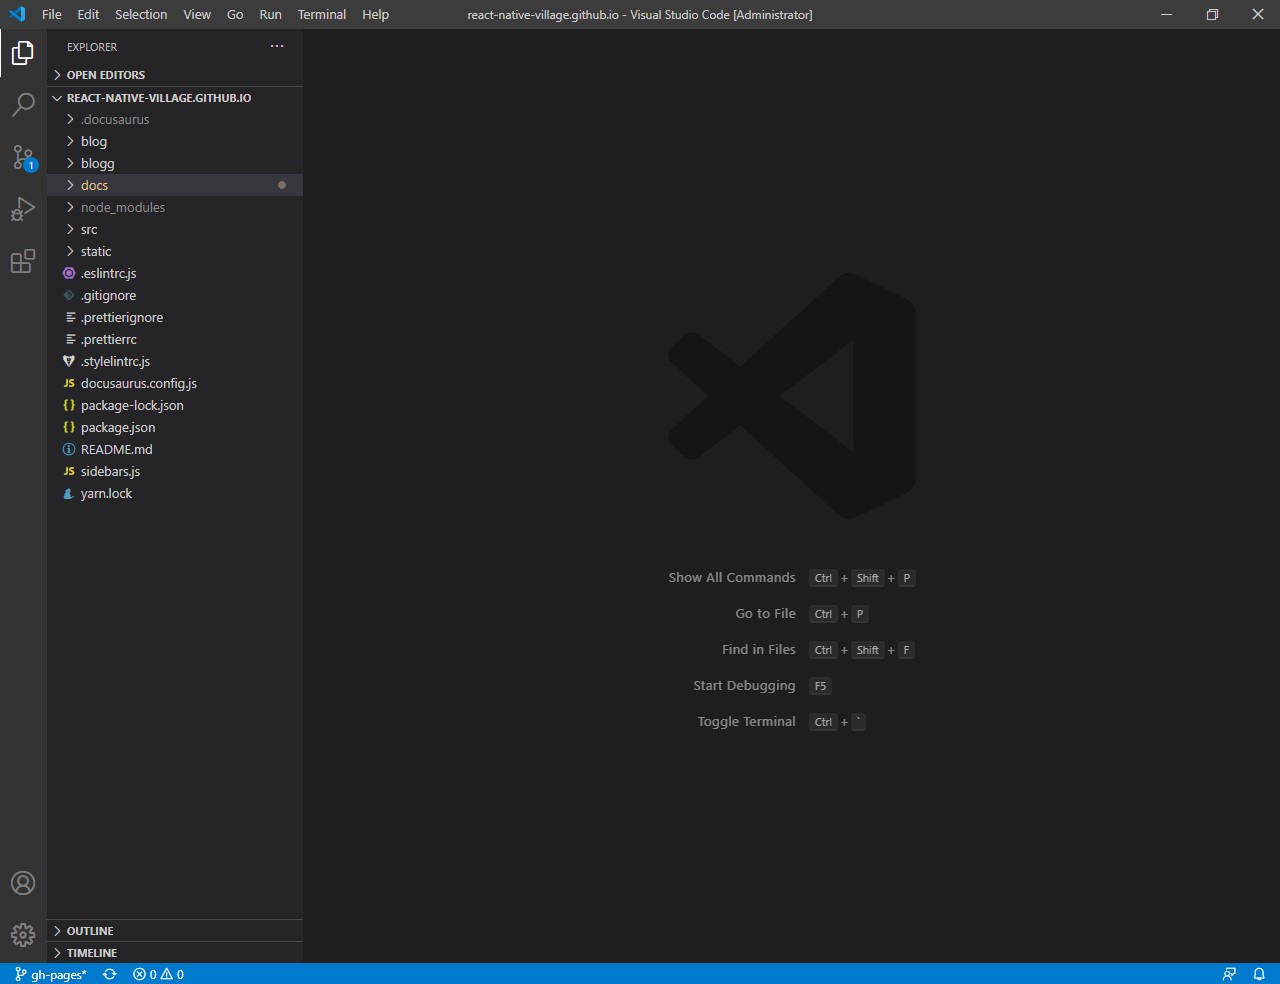 File Edit Selection View Go Run Terminal Help react-native-village.github.io - Visual Studio Code [Administrator]
EXPLORER
OPEN EDITORS
REACT-NATIVE-VILLAGE.GITHUB.IO
.docusaurus
blog
blogg
docs
node_modules
src
static
.eslintrc.js
.gitignore
.prettierignore
.prettierrc
.stylelintrc.js
JS docusaurus.config.js
{} package-lock.json
{} package.json
README.md
JS sidebars.js
yarn.lock
1
Show All Commands Ctrl + Shift + P
Go to File Ctrl + P
Find in Files Ctrl + Shift + F
Start Debugging F5
Toggle Terminal Ctrl + `
OUTLINE
TIMELINE
gh-pages* 0 0